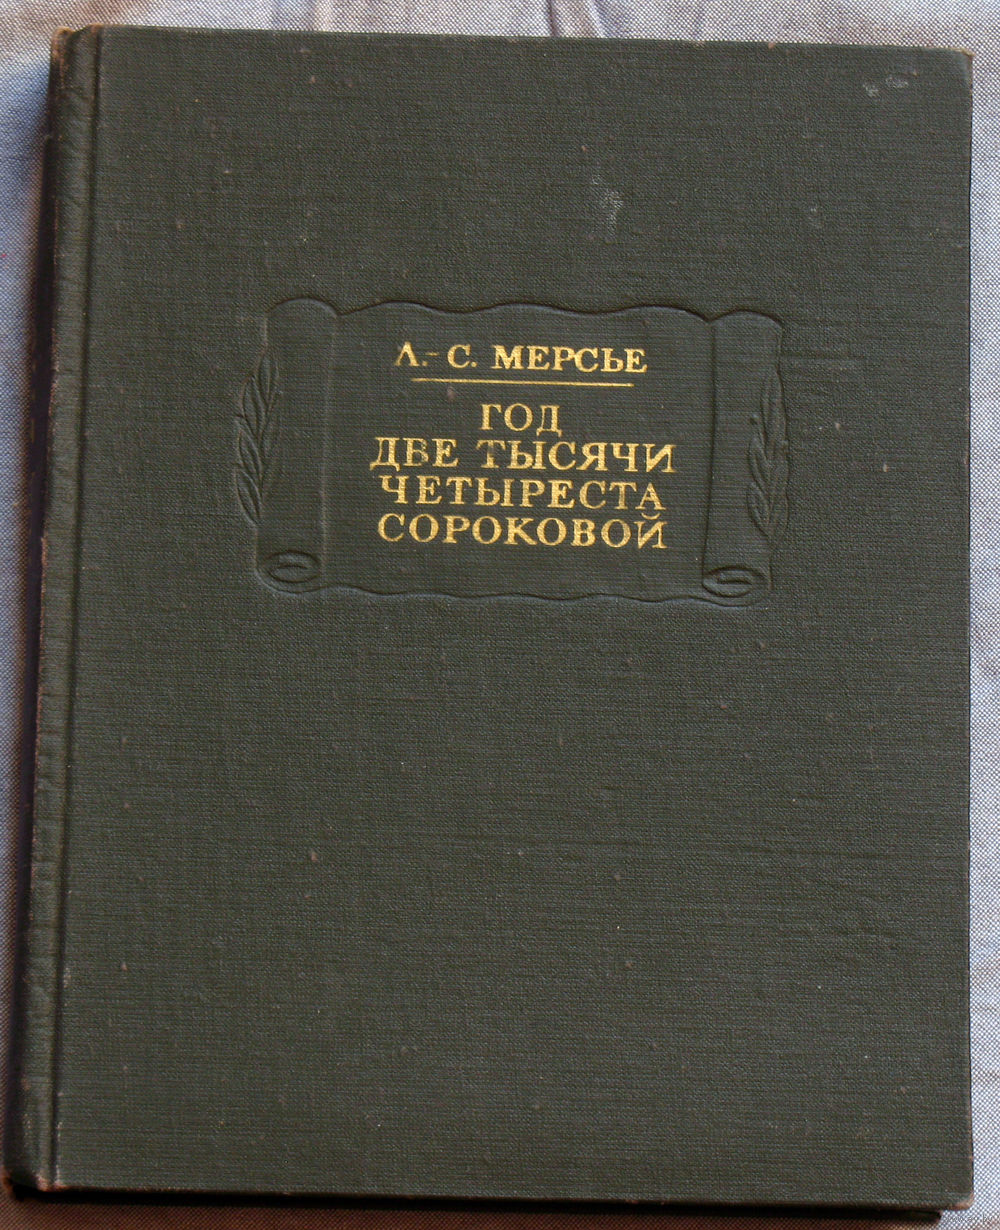 Л.-С. МЕРСЬЕ
ГОД
ДВЕ ТЫСЯЧИ
ЧЕТЫРЕСТА
СОРОКОВОЙ